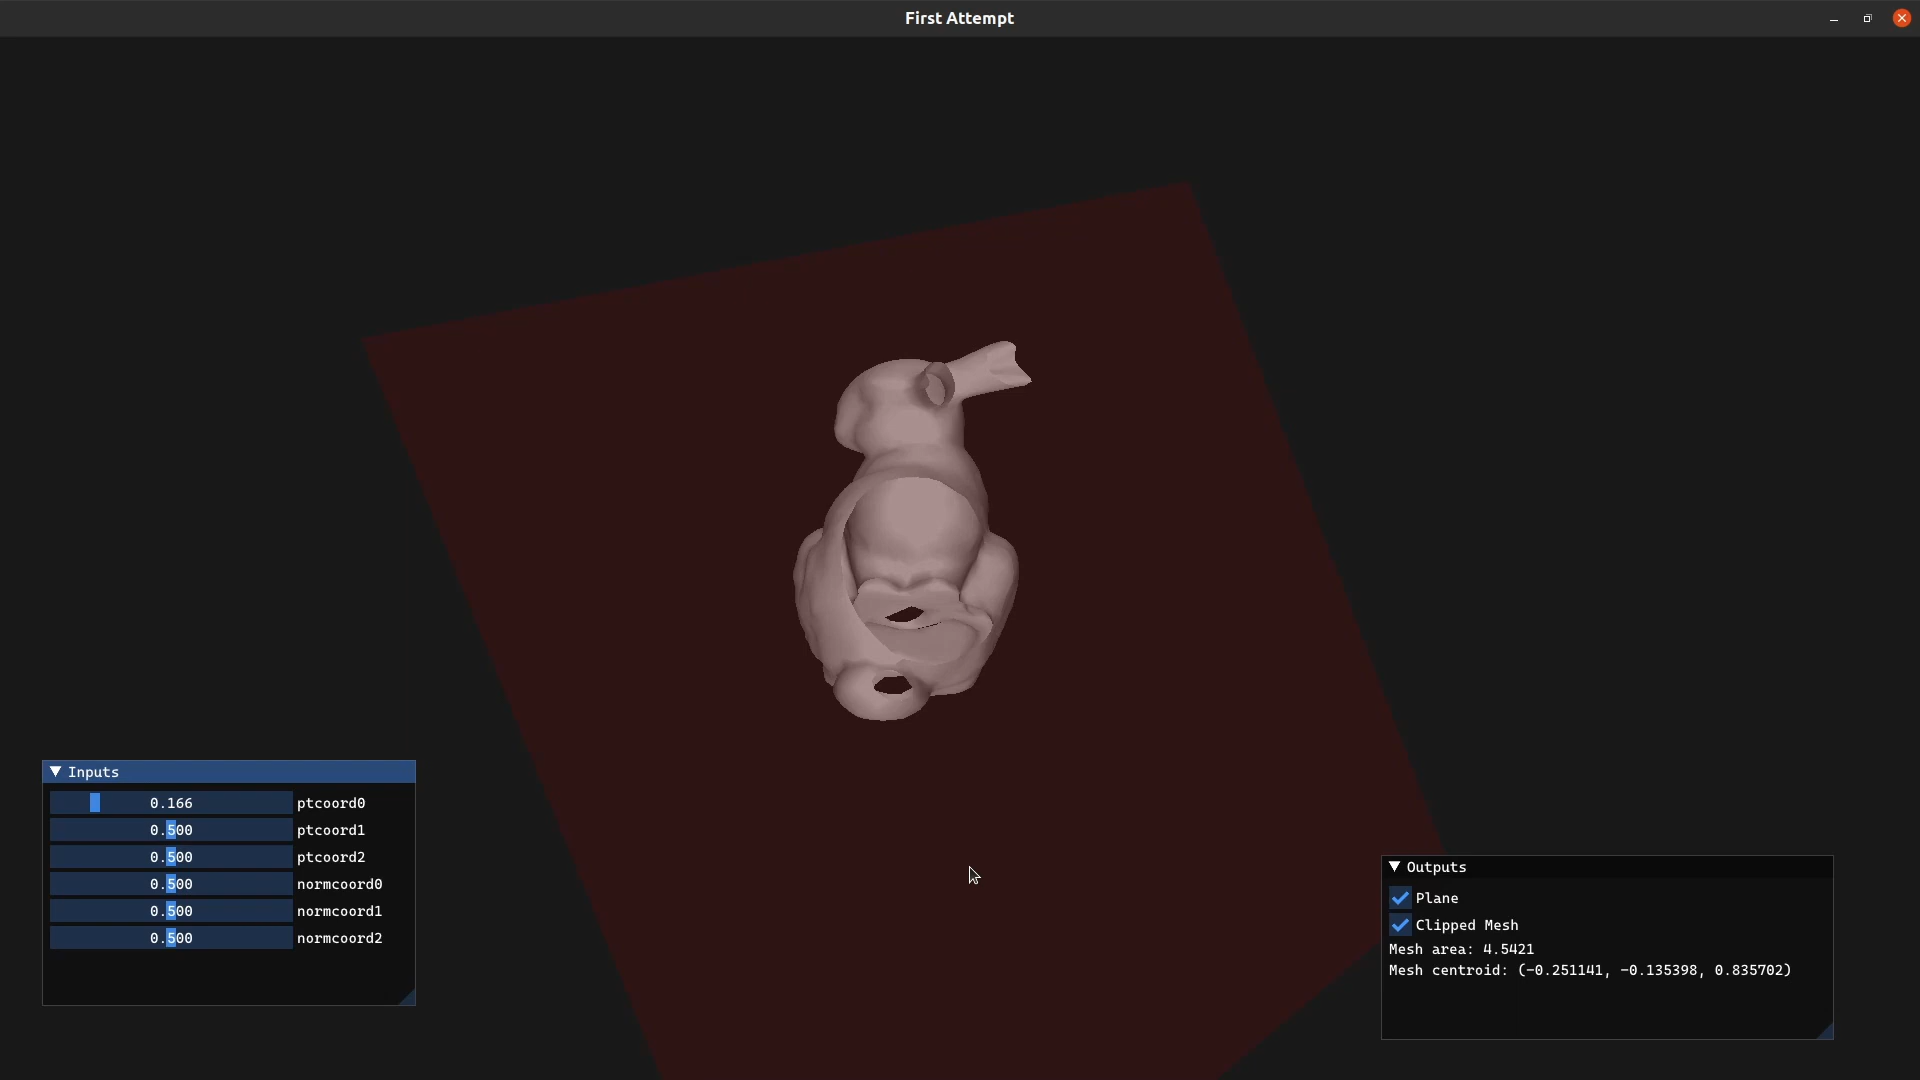 First Attempt
Inputs
0.166 ptcoord0
0.500 ptcoord1
0.500 ptcoord2
0.500 normcoord0
0.500 normcoord1
0.500 normcoord2
Outputs
Plane
Clipped Mesh
Mesh area: 4.5421
Mesh centroid: (-0.251141, -0.135398, 0.835702)